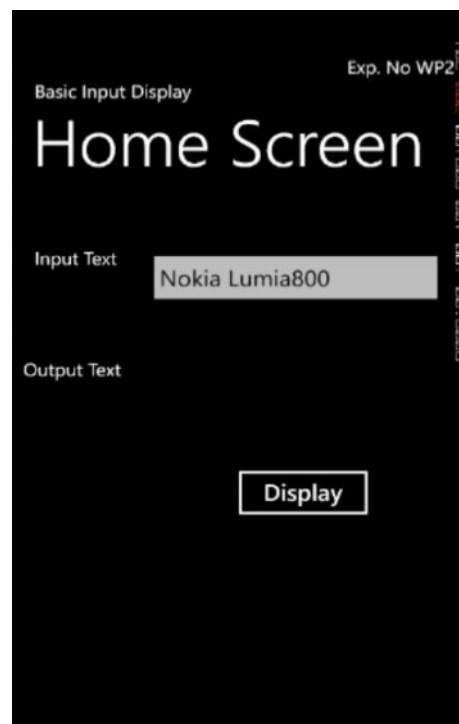 Exp. No WP2
Basic Input Display
Home Screen
Input Text
Nokia Lumia800
Output Text
Display